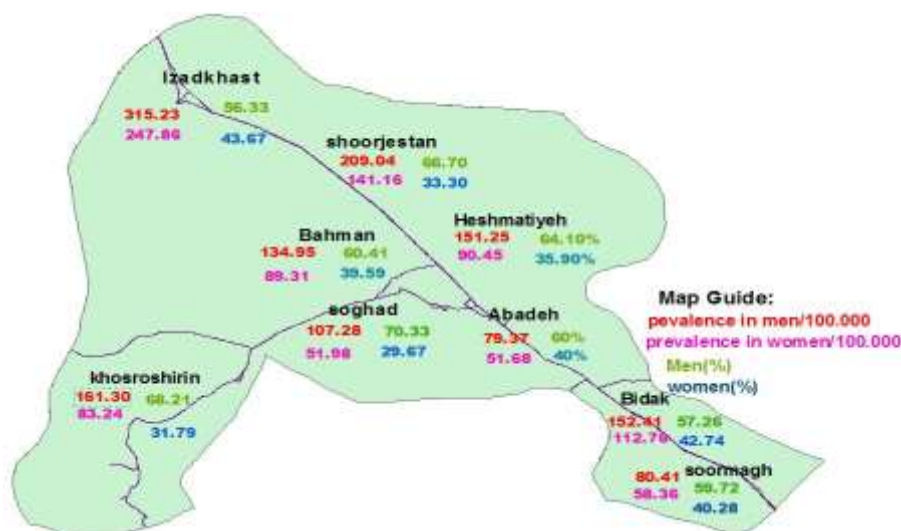 Izadkhast
315.23 56.33
247.86 43.67
shoorjestan
209.04 66.70
141.16 33.30
Heshmatiyeh
151.25 64.10%
90.45 35.90%
Bahman
134.95 60.41
89.31 39.59
soghad
107.28 70.33
51.98 29.67
Abadeh
79.37 60%
51.68 40%
Map Guide:
pevalence in men/100.000
prevalence in women/100.000
Men(%)
women(%)
khosroshirin
161.30 68.21
83.24
31.79
Bidak
152.41 57.26
112.76 42.74
soormagh
80.41 59.72
58.36 40.28